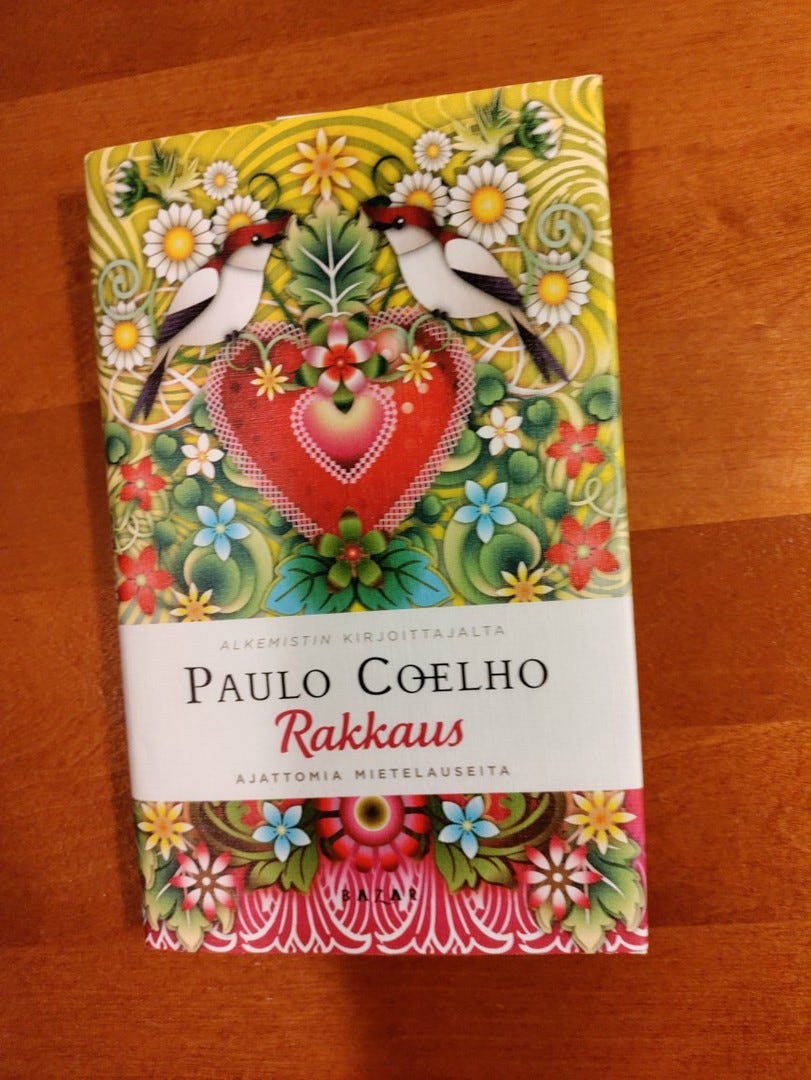 ALKEMISTIN KIRJOITTAJALTA
PAULO COELHO
Rakkaus
AJATTOMIA MIETELAUSEITA
BAZAR